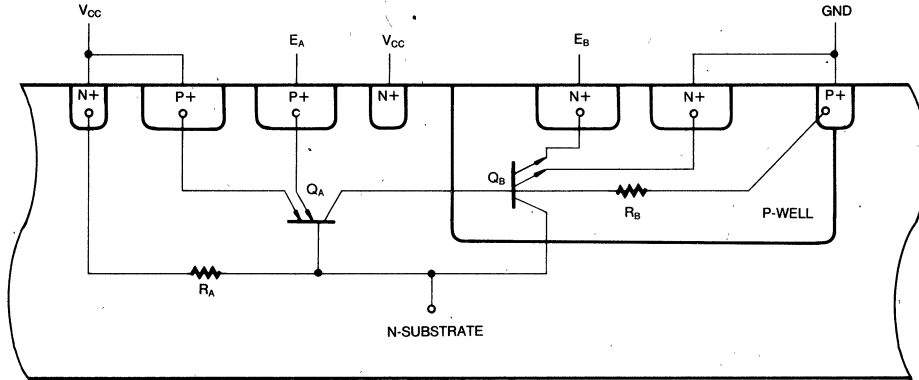 VCC
GND
EA
VCC
EB
N+
P+
P+
N+
N+
N+
P+
QA
QB
RB
P-WELL
RA
N-SUBSTRATE